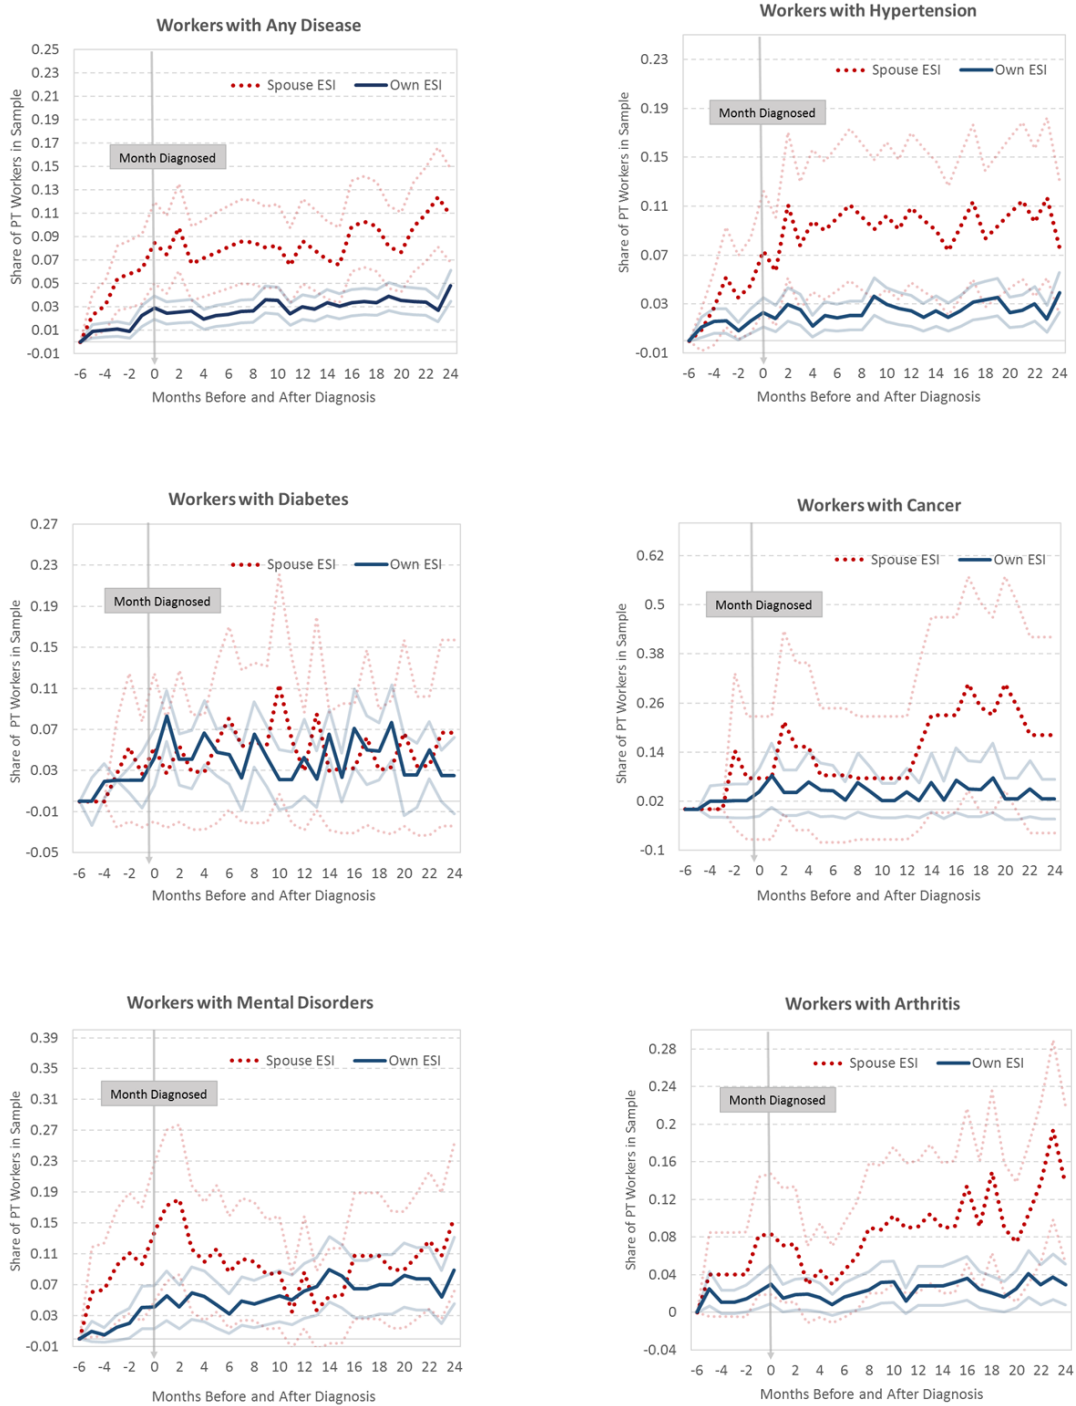 Workers with Any Disease
0.25
0.23
0.21
0.19
0.17
0.15
0.13
0.11
0.09
0.07
0.05
0.03
0.01
-0.01
Share of PT Workers in Sample
Spouse ESI Own ESI
Month Diagnosed
-6 -4 -2 0 2 4 6 8 10 12 14 16 18 20 22 24
Months Before and After Diagnosis
Workers with Hypertension
0.23
0.19
0.15
0.11
0.07
0.03
-0.01
Share of PT Workers in Sample
Spouse ESI Own ESI
Month Diagnosed
-6 -4 -2 0 2 4 6 8 10 12 14 16 18 20 22 24
Months Before and After Diagnosis
Workers with Diabetes
0.27
0.23
0.19
0.15
0.11
0.07
0.03
-0.01
-0.05
Share of PT Workers in Sample
Spouse ESI Own ESI
Month Diagnosed
-6 -4 -2 0 2 4 6 8 10 12 14 16 18 20 22 24
Months Before and After Diagnosis
Workers with Cancer
0.62
0.5
0.38
0.26
0.14
0.02
-0.1
Share of PT Workers in Sample
Spouse ESI Own ESI
Month Diagnosed
-6 -4 -2 0 2 4 6 8 10 12 14 16 18 20 22 24
Months Before and After Diagnosis
Workers with Mental Disorders
0.39
0.35
0.31
0.27
0.23
0.19
0.15
0.11
0.07
0.03
-0.01
Share of PT Workers in Sample
Spouse ESI Own ESI
Month Diagnosed
-6 -4 -2 0 2 4 6 8 10 12 14 16 18 20 22 24
Months Before and After Diagnosis
Workers with Arthritis
0.28
0.24
0.2
0.16
0.12
0.08
0.04
0
-0.04
Share of PT Workers in Sample
Spouse ESI Own ESI
Month Diagnosed
-6 -4 -2 0 2 4 6 8 10 12 14 16 18 20 22 24
Months Before and After Diagnosis